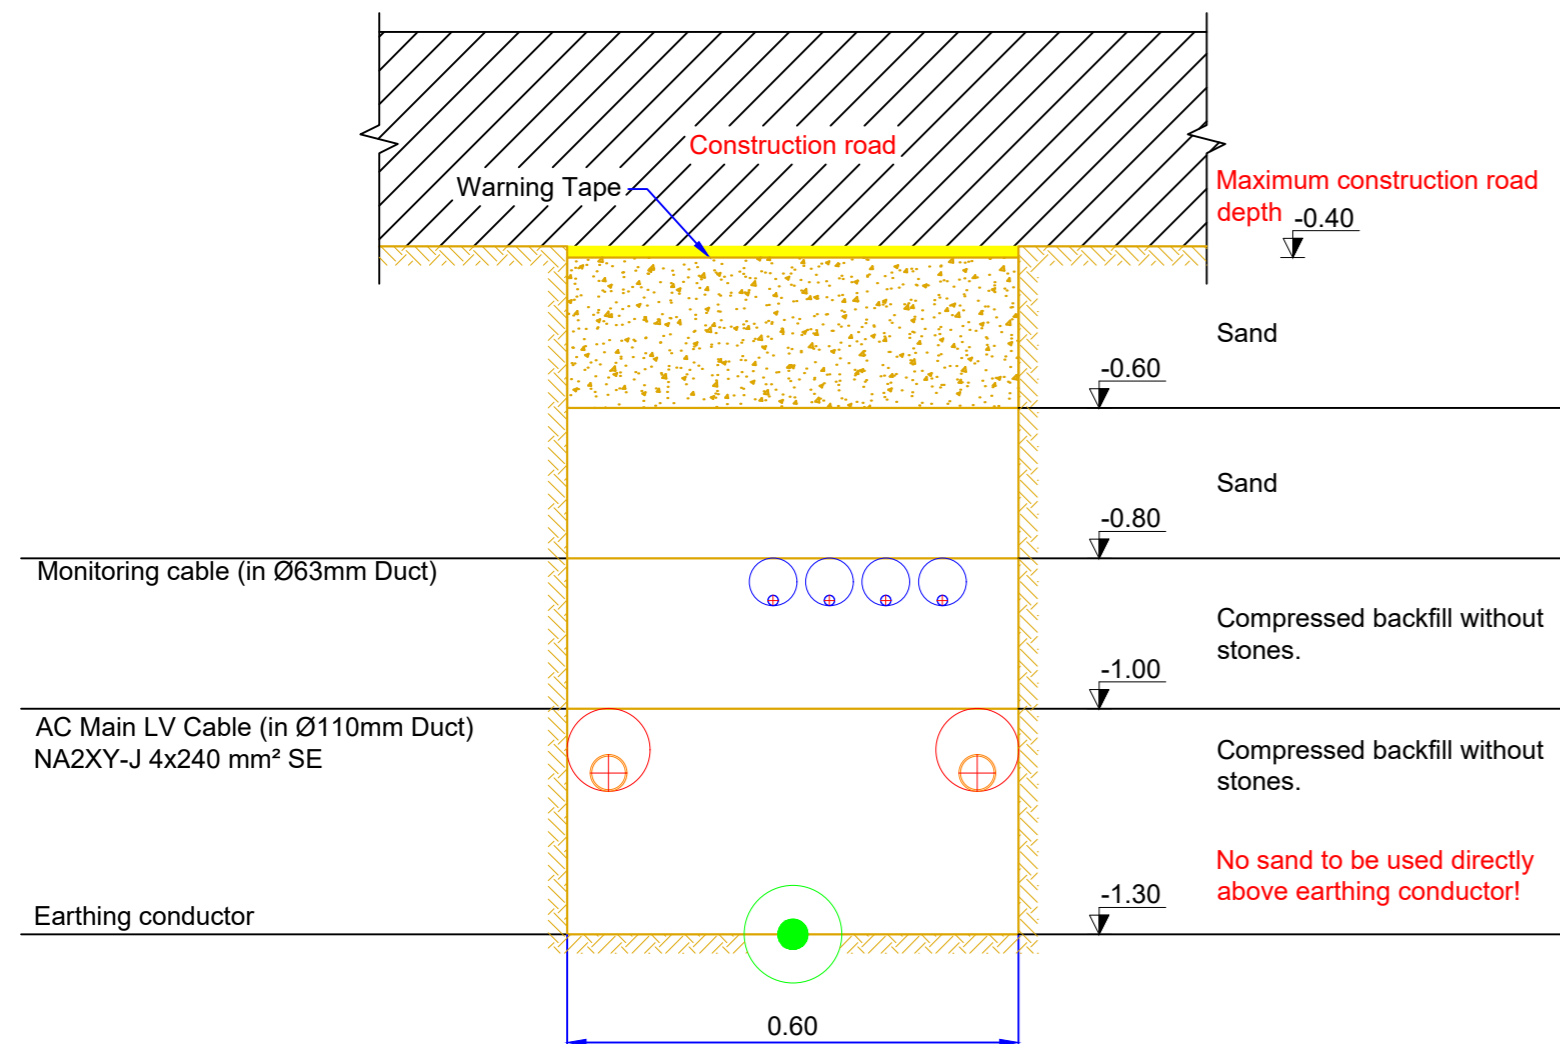 Construction road
Warning Tape
Maximum construction road
depth
-0.40
Sand
-0.60
Sand
-0.80
Monitoring cable (in Ø63mm Duct)
Compressed backfill without
stones.
-1.00
AC Main LV Cable (in Ø110mm Duct)
NA2XY-J 4x240 mm² SE
Compressed backfill without
stones.
No sand to be used directly
above earthing conductor!
-1.30
Earthing conductor
0.60